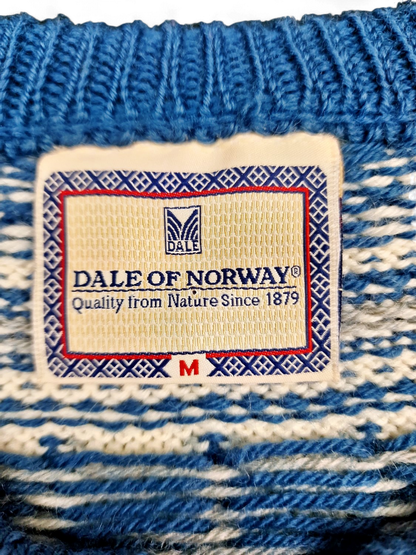 DALE
DALE OF NORWAY®
Quality from Nature Since 1879
M